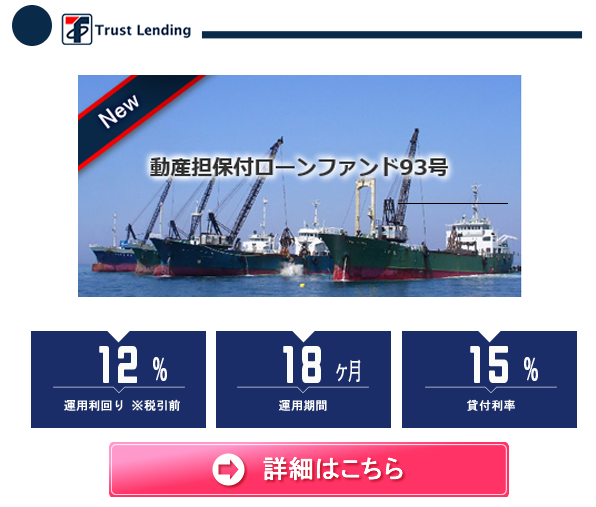 Trust Lending
New
動産担保付ローンファンド93号
12 %
運用利回り ※税引前
18 ヶ月
運用期間
15 %
貸付利率
詳細はこちら